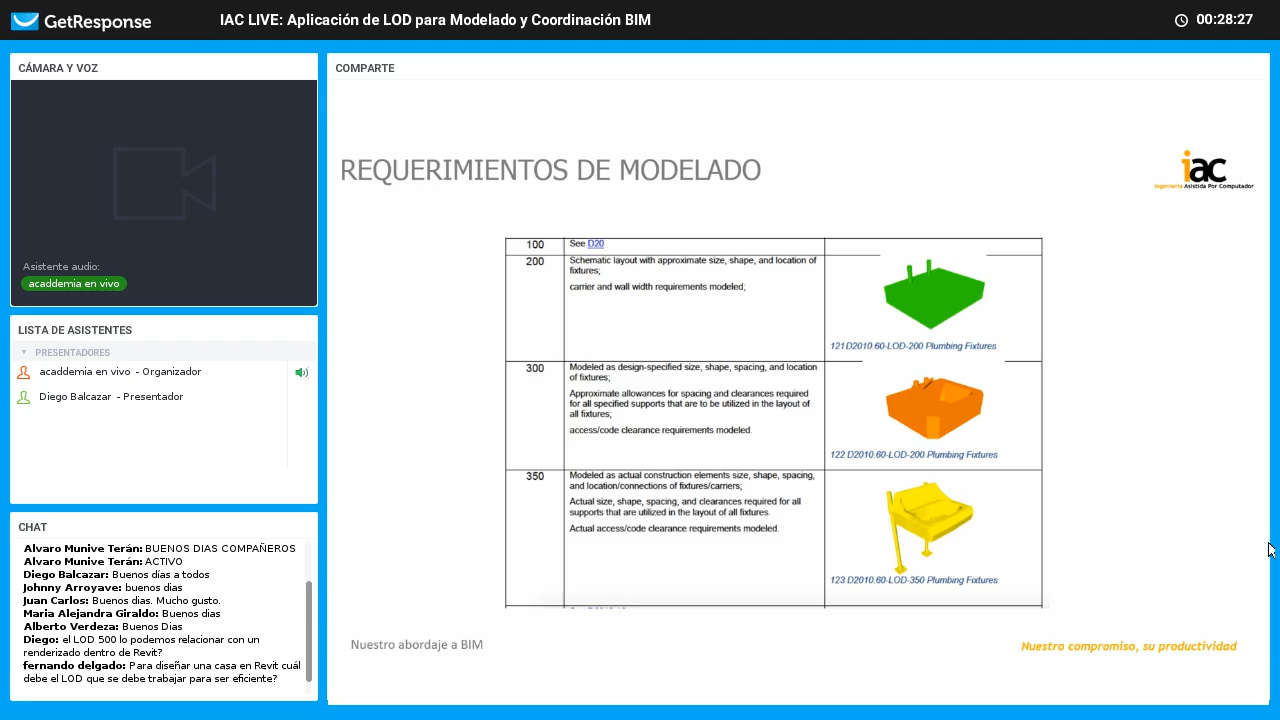 GetResponse
IAC LIVE: Aplicación de LOD para Modelado y Coordinación BIM
00:28:27
CÁMARA Y VOZ
Asistente audio:
acaddemia en vivo
LISTA DE ASISTENTES
PRESENTADORES
acaddemia en vivo - Organizador
Diego Balcazar - Presentador
CHAT
Alvaro Munive Terán: BUENOS DIAS COMPAÑEROS
Alvaro Munive Terán: ACTIVO
Diego Balcazar: Buenos días a todos
Johnny Arroyave: buenos dias
Juan Carlos: Buenos dias. Mucho gusto.
Maria Alejandra Giraldo: Buenos dias
Alberto Verdeza: Buenos Dias
Diego: el LOD 500 lo podemos relacionar con un
renderizado dentro de Revit?
fernando delgado: Para diseñar una casa en Revit cuál
debe el LOD que se debe trabajar para ser eficiente?
COMPARTE
REQUERIMIENTOS DE MODELADO
iac
Ingeniería Asistida Por Computador
100
See D20
200
Schematic layout with approximate size, shape, and location of
fixtures;
carrier and wall width requirements modeled;
121 D2010.60-LOD-200 Plumbing Fixtures
300
Modeled as design-specified size, shape, spacing, and location
of fixtures;
Approximate allowances for spacing and clearances required
for all specified supports that are to be utilized in the layout of
all fixtures;
access/code clearance requirements modeled.
122 D2010.60-LOD-200 Plumbing Fixtures
350
Modeled as actual construction elements size, shape, spacing,
and location/connections of fixtures/carriers;
Actual size, shape, spacing, and clearances required for all
supports that are utilized in the layout of all fixtures.
Actual access/code clearance requirements modeled.
123 D2010.60-LOD-350 Plumbing Fixtures
Nuestro abordaje a BIM
Nuestro compromiso, su productividad